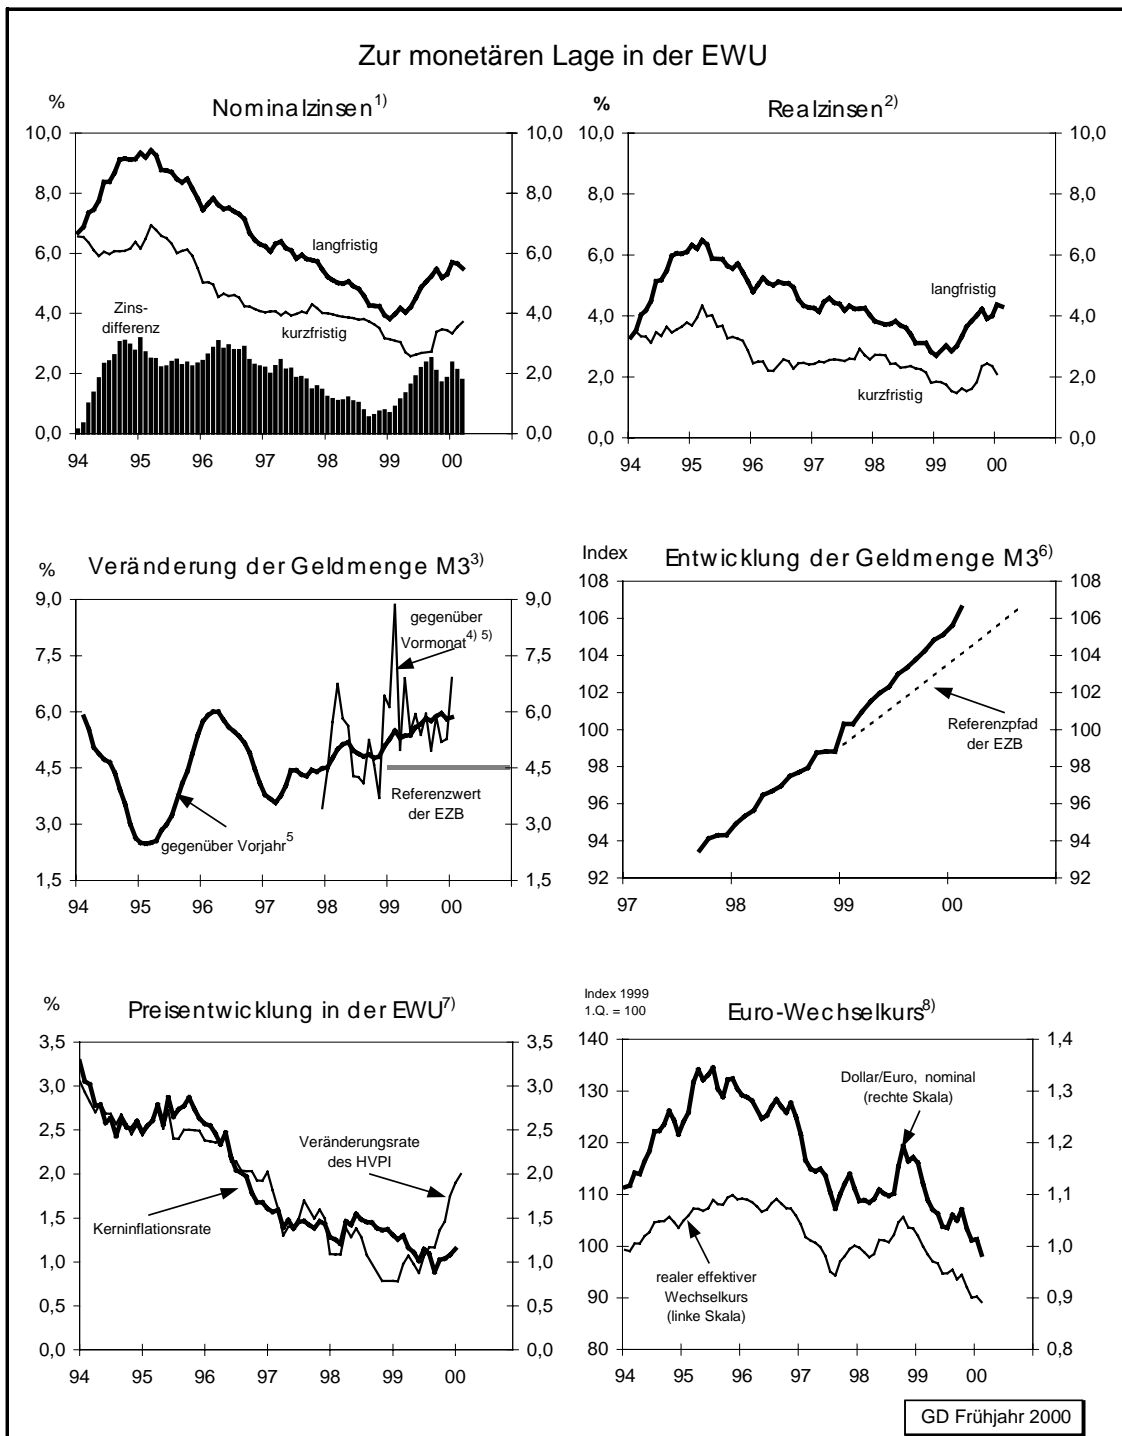 Zur monetären Lage in der EWU
%
Nominalzinsen1)
10,0
8,0
6,0
4,0
2,0
0,0
10,0
8,0
6,0
4,0
2,0
0,0
langfristig
kurzfristig
Zins-
differenz
94 95 96 97 98 99 00
%
Realzinsen2)
10,0
8,0
6,0
4,0
2,0
0,0
10,0
8,0
6,0
4,0
2,0
0,0
langfristig
kurzfristig
94 95 96 97 98 99 00
%
Veränderung der Geldmenge M33)
9,0
7,5
6,0
4,5
3,0
1,5
9,0
7,5
6,0
4,5
3,0
1,5
gegenüber
Vormonat4) 5)
Referenzwert
der EZB
gegenüber Vorjahr5
94 95 96 97 98 99 00
Index
Entwicklung der Geldmenge M36)
108
106
104
102
100
98
96
94
92
108
106
104
102
100
98
96
94
92
Referenzpfad
der EZB
97 98 99 00
%
Preisentwicklung in der EWU7)
3,5
3,0
2,5
2,0
1,5
1,0
0,5
0,0
3,5
3,0
2,5
2,0
1,5
1,0
0,5
0,0
Veränderungsrate
des HVPI
Kerninflationsrate
94 95 96 97 98 99 00
Index 1999
1.Q. = 100
Euro-Wechselkurs8)
140
130
120
110
100
90
80
1,4
1,3
1,2
1,1
1,0
0,9
0,8
Dollar/Euro, nominal
(rechte Skala)
realer effektiver
Wechselkurs
(linke Skala)
94 95 96 97 98 99 00
GD Frühjahr 2000